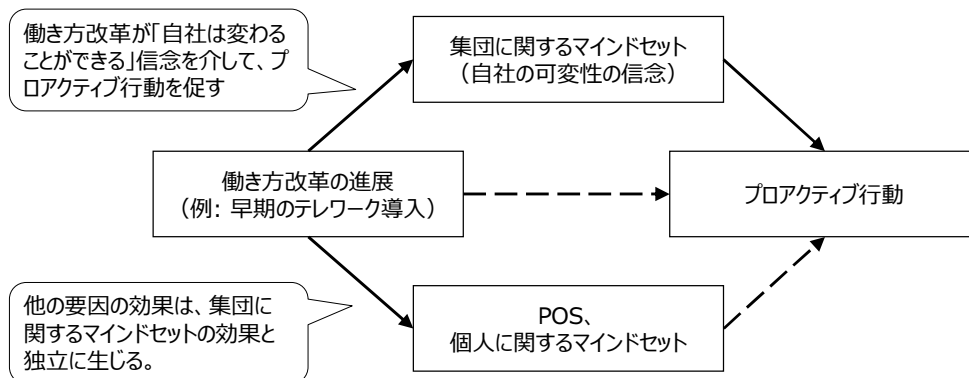 働き方改革が「自社は変わる
ことができる」信念を介して、プ
ロアクティブ行動を促す
集団に関するマインドセット
（自社の可変性の信念）
働き方改革の進展
（例: 早期のテレワーク導入）
プロアクティブ行動
他の要因の効果は、集団に
関するマインドセットの効果と
独立に生じる。
POS、
個人に関するマインドセット